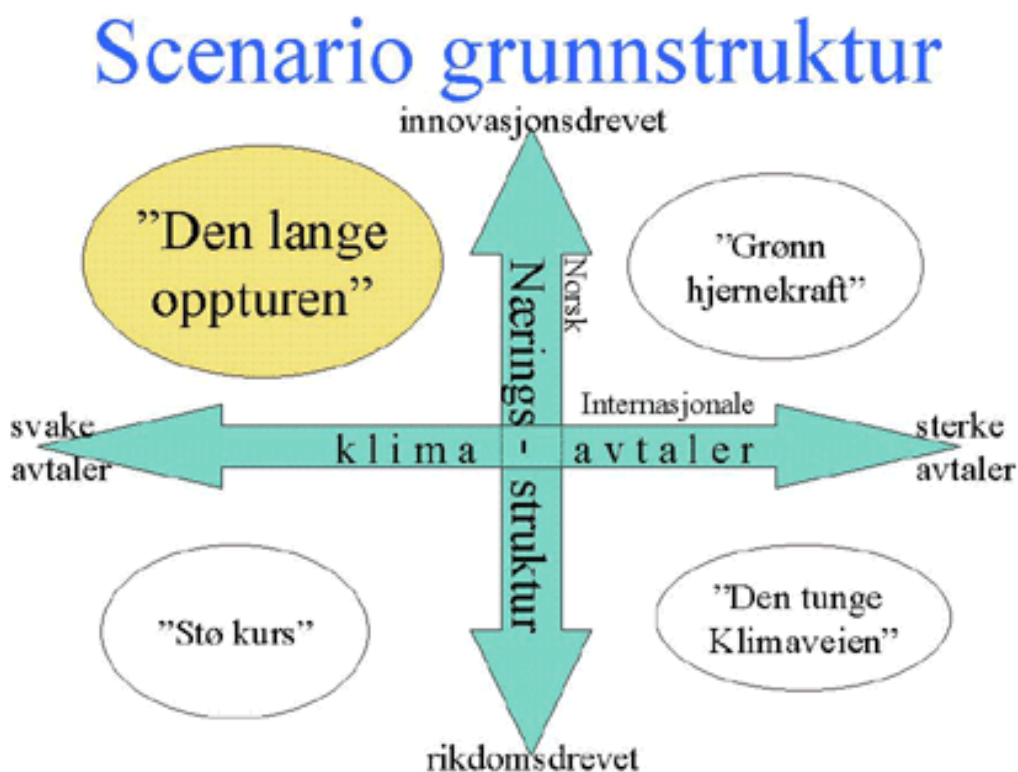 Scenario grunnstruktur
innovasjonsdrevet
”Den lange
oppturen”
”Grønn
hjernekraft”
Norsk
Nærings-struktur
Internasjonale
klima avtaler
svake
avtaler
sterke
avtaler
”Stø kurs”
”Den tunge
Klimaveien”
rikdomsdrevet